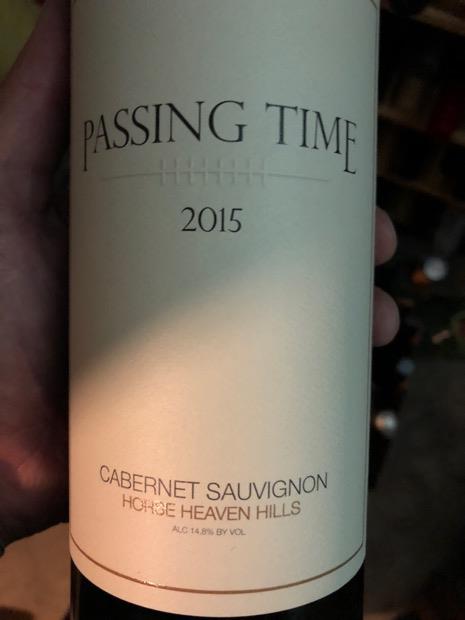 PASSING TIME
2015
CABERNET SAUVIGNON
HORSE HEAVEN HILLS
ALC 14.8% BY VOL